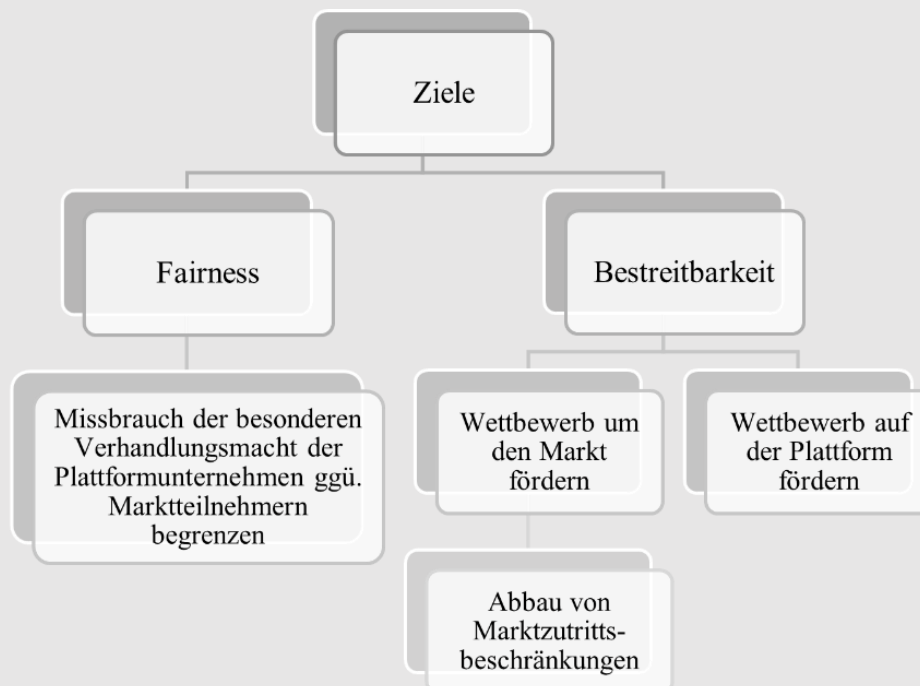 Ziele
Fairness
Bestreitbarkeit
Missbrauch der besonderen
Verhandlungsmacht der
Plattformunternehmen ggü.
Marktteilnehmern
begrenzen
Wettbewerb um
den Markt
fördern
Wettbewerb auf
der Plattform
fördern
Abbau von
Marktzutritts-
beschränkungen